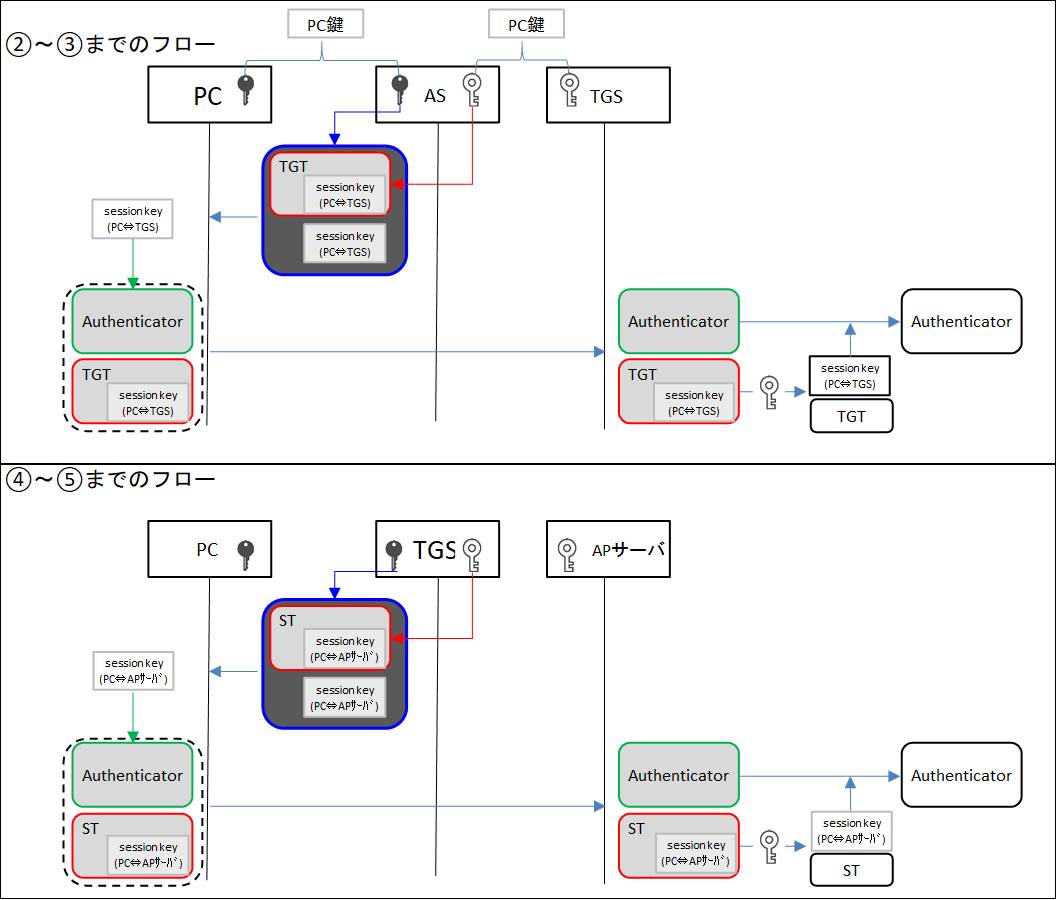 PC鍵
PC鍵
②～③までのフロー
PC
AS
TGS
TGT
session key
(PC⇔TGS)
session key
(PC⇔TGS)
session key
(PC⇔TGS)
Authenticator
TGT
session key
(PC⇔TGS)
Authenticator
TGT
session key
(PC⇔TGS)
session key
(PC⇔TGS)
TGT
Authenticator
④～⑤までのフロー
PC
TGS
APサーバ
ST
session key
(PC⇔APｻｰﾊﾞ)
session key
(PC⇔APｻｰﾊﾞ)
session key
(PC⇔APｻｰﾊﾞ)
Authenticator
ST
session key
(PC⇔APｻｰﾊﾞ)
Authenticator
ST
session key
(PC⇔APｻｰﾊﾞ)
session key
(PC⇔APｻｰﾊﾞ)
ST
Authenticator